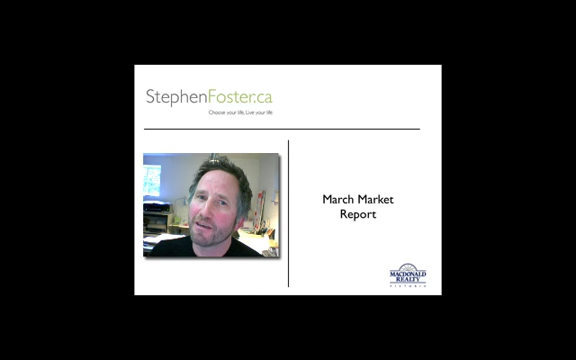 StephenFoster.ca
Choose your life, Live your life
March Market
Report
MACDONALD
REALTY
VICTORIA